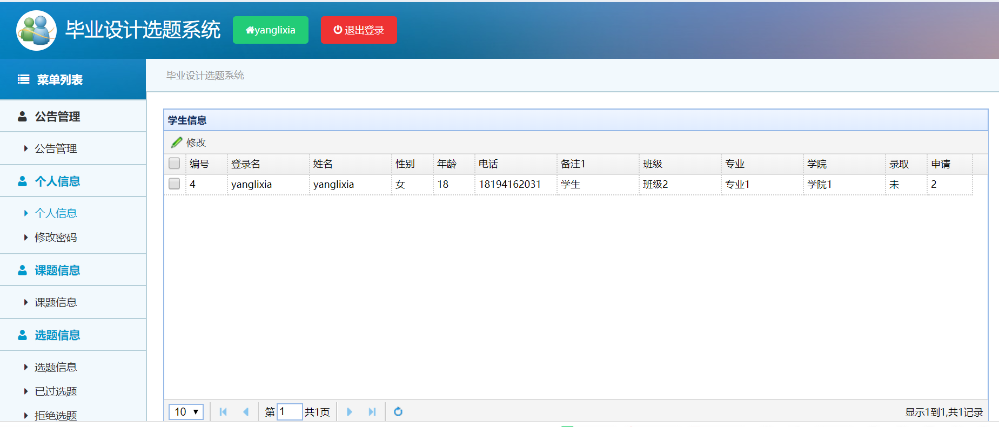 毕业设计选题系统 yanglixia 退出登录
菜单列表
毕业设计选题系统
公告管理
公告管理
个人信息
个人信息
修改密码
课题信息
课题信息
选题信息
选题信息
已过选题
拒绝选题
学生信息
修改
编号 登录名 姓名 性别 年龄 电话 备注1 班级 专业 学院 录取 申请
4 yanglixia yanglixia 女 18 18194162031 学生 班级2 专业1 学院1 未 2
10 第 1 共1页 显示1到1,共1记录